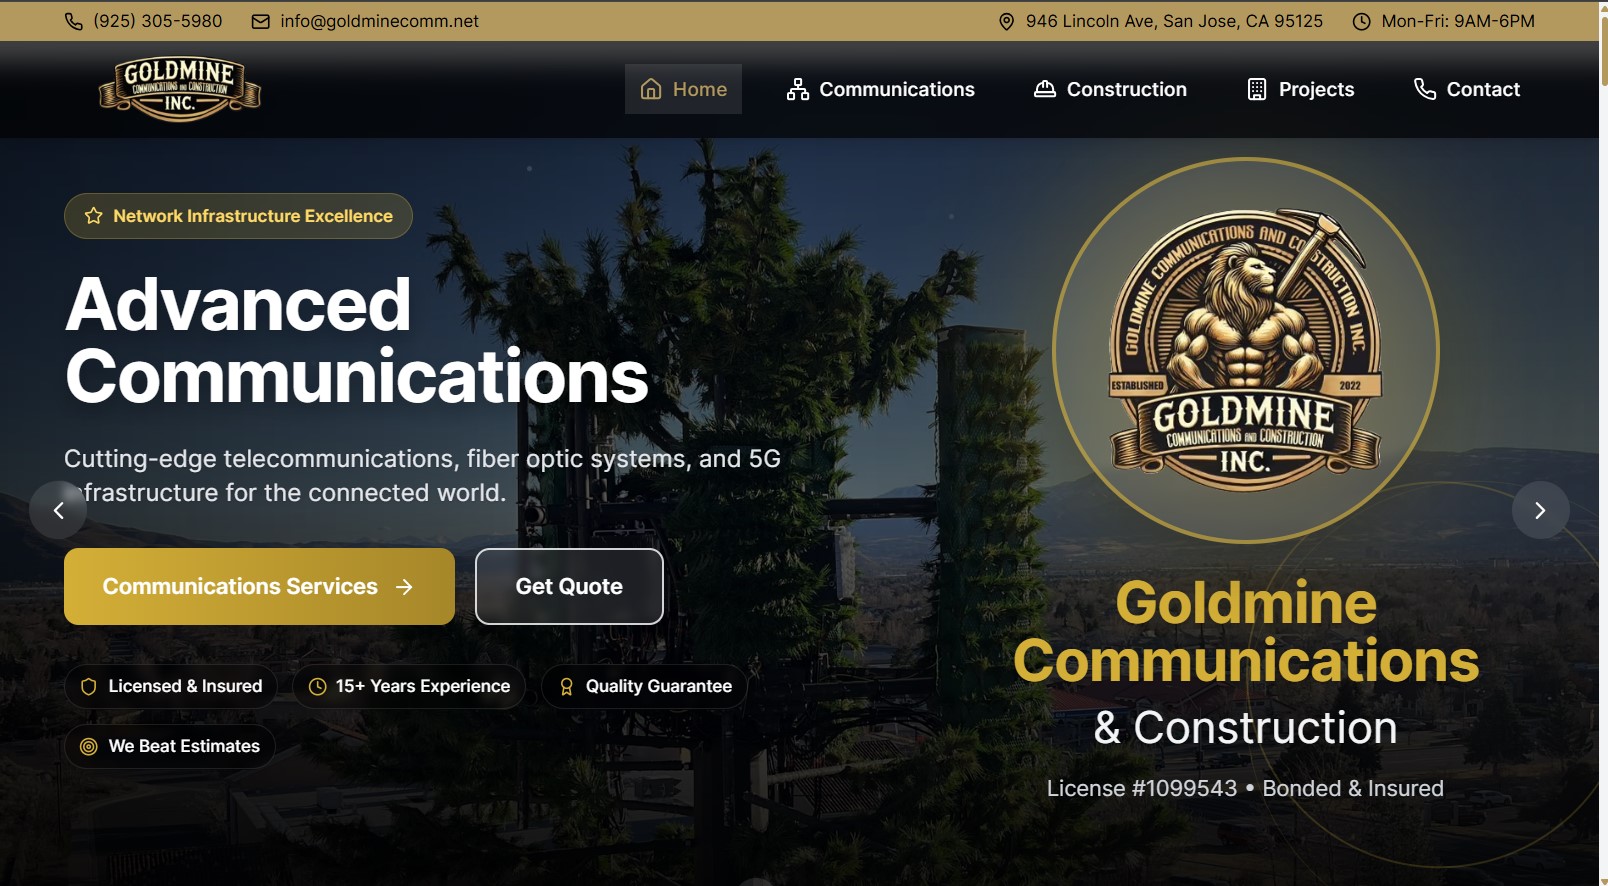 (925) 305-5980
info@goldminecomm.net
946 Lincoln Ave, San Jose, CA 95125
Mon-Fri: 9AM-6PM
GOLDMINE
COMMUNICATIONS AND CONSTRUCTION
INC.
Home
Communications
Construction
Projects
Contact
Network Infrastructure Excellence
Advanced
Communications
Cutting-edge telecommunications, fiber optic systems, and 5G
nfrastructure for the connected world.
Communications Services
Get Quote
Licensed & Insured
15+ Years Experience
Quality Guarantee
We Beat Estimates
GOLDMINE COMMUNICATIONS AND CONSTRUCTION INC.
ESTABLISHED
2022
GOLDMINE
COMMUNICATIONS AND CONSTRUCTION
INC.
Goldmine
Communications
& Construction
License #1099543 • Bonded & Insured